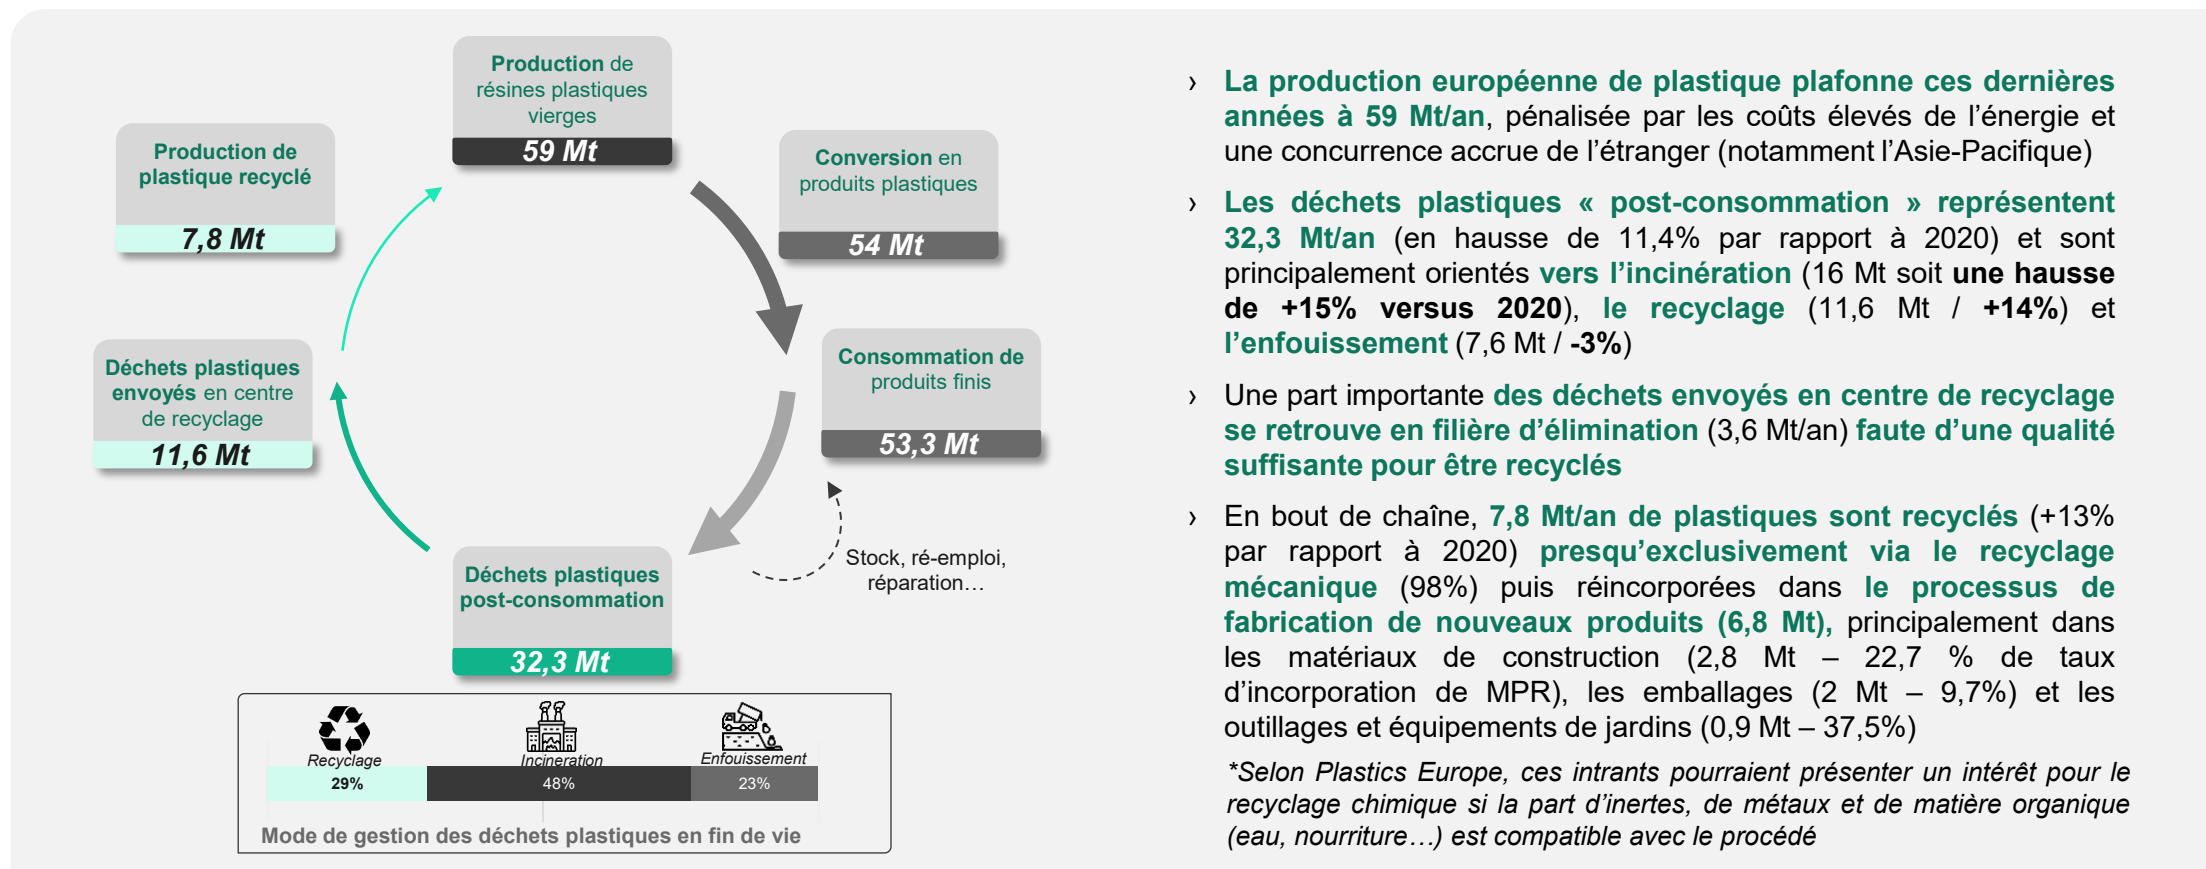 Production de
résines plastiques
vierges
59 Mt
Conversion en
produits plastiques
54 Mt
Consommation de
produits finis
53,3 Mt
Stock, ré-emploi,
réparation…
Déchets plastiques
post-consommation
32,3 Mt
Déchets plastiques
envoyés en centre
de recyclage
11,6 Mt
Production de
plastique recyclé
7,8 Mt
Recyclage
Incineration
Enfouissement
29%
48%
23%
Mode de gestion des déchets plastiques en fin de vie
› La production européenne de plastique plafonne ces dernières
années à 59 Mt/an, pénalisée par les coûts élevés de l’énergie et
une concurrence accrue de l’étranger (notamment l’Asie-Pacifique)
› Les déchets plastiques « post-consommation » représentent
32,3 Mt/an (en hausse de 11,4% par rapport à 2020) et sont
principalement orientés vers l’incinération (16 Mt soit une hausse
de +15% versus 2020), le recyclage (11,6 Mt / +14%) et
l’enfouissement (7,6 Mt / -3%)
› Une part importante des déchets envoyés en centre de recyclage
se retrouve en filière d’élimination (3,6 Mt/an) faute d’une qualité
suffisante pour être recyclés
› En bout de chaîne, 7,8 Mt/an de plastiques sont recyclés (+13%
par rapport à 2020) presqu’exclusivement via le recyclage
mécanique (98%) puis réincorporées dans le processus de
fabrication de nouveaux produits (6,8 Mt), principalement dans
les matériaux de construction (2,8 Mt – 22,7 % de taux
d’incorporation de MPR), les emballages (2 Mt – 9,7%) et les
outillages et équipements de jardins (0,9 Mt – 37,5%)
*Selon Plastics Europe, ces intrants pourraient présenter un intérêt pour le
recyclage chimique si la part d’inertes, de métaux et de matière organique
(eau, nourriture…) est compatible avec le procédé